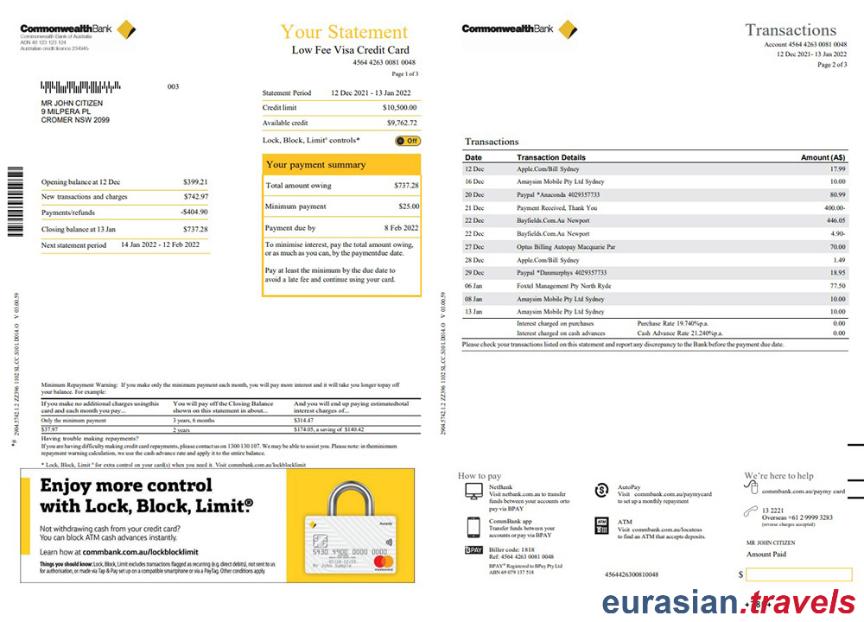 CommonwealthBank
Commonwealth Bank of Australia
ABN 48 123 123 124
Australian credit licence 234945
Your Statement
Low Fee Visa Credit Card
4564 4263 0081 0048
Page 1 of 3
003
MR JOHN CITIZEN
9 MILPERA PL
CROMER NSW 2099
Statement Period 12 Dec 2021 - 13 Jan 2022
Credit limit $10,500.00
Available credit $9,762.72
Lock, Block, Limit® controls* Off
Your payment summary
Total amount owing $737.28
Minimum payment $25.00
Payment due by 8 Feb 2022
To minimise interest, pay the total amount owing,
or as much as you can, by the paymentdue date.
Pay at least the minimum by the due date to
avoid a late fee and continue using your card.
Opening balance at 12 Dec $399.21
New transactions and charges $742.97
Payments/refunds -$404.90
Closing balance at 13 Jan $737.28
Next statement period 14 Jan 2022 - 12 Feb 2022
Minimum Repayment Warning: If you make only the minimum payment each month, you will pay more interest and it will take you longer topay off
your balance. For example:
If you make no additional charges usingthis
card and each month you pay...
You will pay off the Closing Balance
shown on this statement in about...
And you will end up paying estimatedtotal
interest charges of...
Only the minimum payment 3 years, 6 months $314.47
$37.97 2 years $174.05, a saving of $140.42
Having trouble making repayments?
If you are having difficulty making credit card repayments, please contact us on 1300 130 107. We may be able to assist you. Please note: in theminimum
repayment warning calculation, we use the cash advance rate and apply it to the entire balance.
* Lock, Block, Limit® for extra control on your card(s) when you need it. Visit commbank.com.au/lockblocklimit
Enjoy more control
with Lock, Block, Limit.®
Not withdrawing cash from your credit card?
You can block ATM cash advances instantly.
Learn how at commbank.com.au/lockblocklimit
Things you should know: Lock, Block, Limit excludes transactions flagged as recurring (e.g. direct debits), not sent to us
for authorisation, or made via Tap & Pay set up on a compatible smartphone or via a PayTag. Other conditions apply.
CommonwealthBank
Transactions
Account 4564 4263 0081 0048
12 Dec 2021- 13 Jan 2022
Page 2 of 3
Transactions
Date Transaction Details Amount (A$)
12 Dec Apple.Com/Bill Sydney 17.99
16 Dec Amaysim Mobile Pty Ltd Sydney 10.00
20 Dec Paypal *Anaconda 4029357733 80.99
21 Dec Payment Received, Thank You 400.00-
22 Dec Bayfields.Com.Au Newport 446.05
22 Dec Bayfields.Com.Au Newport 4.90-
27 Dec Optus Billing Autopay Macquarie Par 70.00
28 Dec Apple.Com/Bill Sydney 1.49
29 Dec Paypal *Danmurphys 4029357733 18.95
06 Jan Foxtel Management Pty North Ryde 77.50
08 Jan Amaysim Mobile Pty Ltd Sydney 10.00
13 Jan Amaysim Mobile Pty Ltd Sydney 10.00
Interest charged on purchases Purchase Rate 19.740%p.a. 0.00
Interest charged on cash advances Cash Advance Rate 21.240%p.a. 0.00
Please check your transactions listed on this statement and report any discrepancy to the Bank before the payment due date.
How to pay
NetBank
Visit netbank.com.au to transfer
funds between your accounts orto
pay via BPAY
CommBank app
Transfer funds between your
accounts or pay via BPAY
BPAY
Biller code: 1818
Ref: 4564 4263 0081 0048
BPAY® Registered to BPay Pty Ltd
ABN 69 079 137 518
AutoPay
Visit commbank.com.au/paymycard
to set up a monthly repayment
ATM
Visit commbank.com.au/locateus
to find an ATM that accepts deposits.
4564426300810048
We're here to help
commbank.com.au/paymy card
13 2221
Overseas +61 2 9999 3283
(reverse charges accepted)
MR JOHN CITIZEN
Amount Paid
$
eurasian.travels